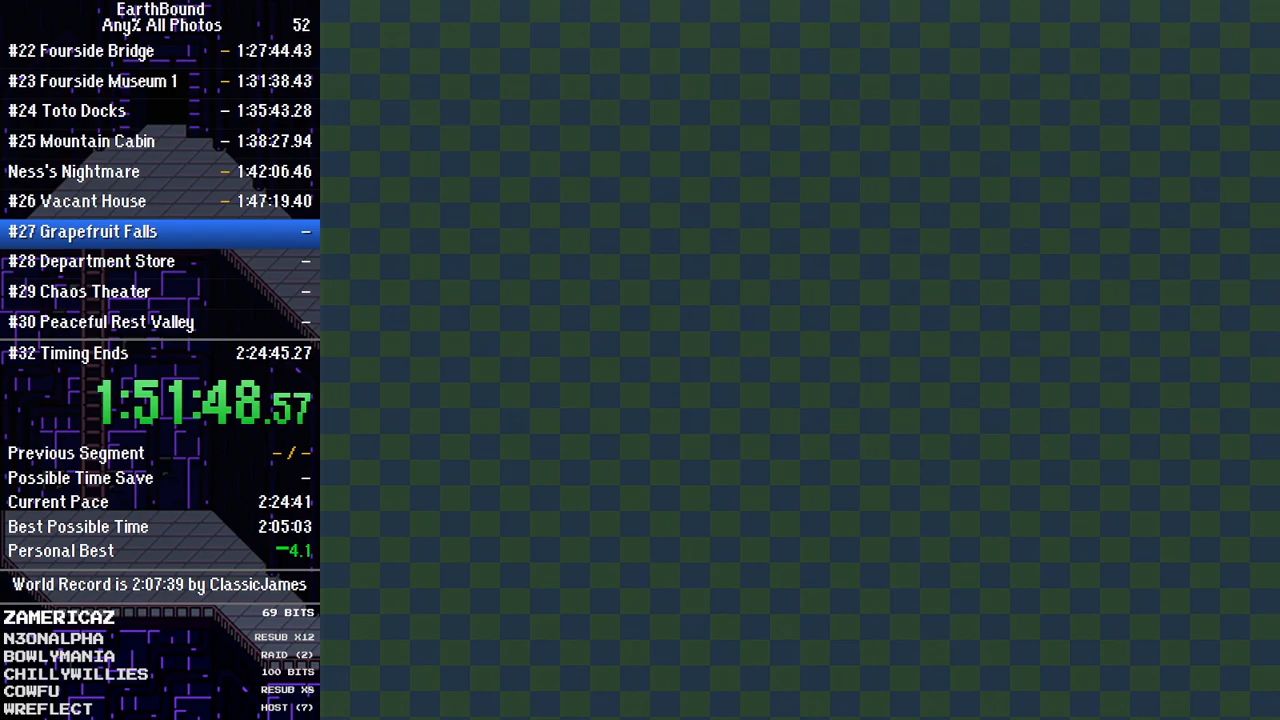 EarthBound
Any% All Photos 52
#22 Fourside Bridge – 1:27:44.43
#23 Fourside Museum 1 – 1:31:38.43
#24 Toto Docks – 1:35:43.28
#25 Mountain Cabin – 1:38:27.94
Ness's Nightmare – 1:42:06.46
#26 Vacant House – 1:47:19.40
#27 Grapefruit Falls –
#28 Department Store –
#29 Chaos Theater –
#30 Peaceful Rest Valley –
#32 Timing Ends 2:24:45.27
1:51:48.57
Previous Segment – / –
Possible Time Save –
Current Pace 2:24:41
Best Possible Time 2:05:03
Personal Best −4.1
World Record is 2:07:39 by ClassicJames
ZAMERICAZ 69 BITS
N3ONALPHA RESUB X12
BOWLYMANIA RAID (2)
CHILLYWILLIES 100 BITS
COWFU RESUB X8
WREFLECT HOST (7)